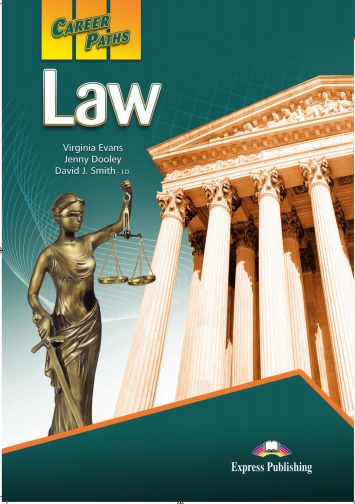 CAREER
PATHS
Law
Virginia Evans
Jenny Dooley
David J. Smith - J.D.
Express Publishing